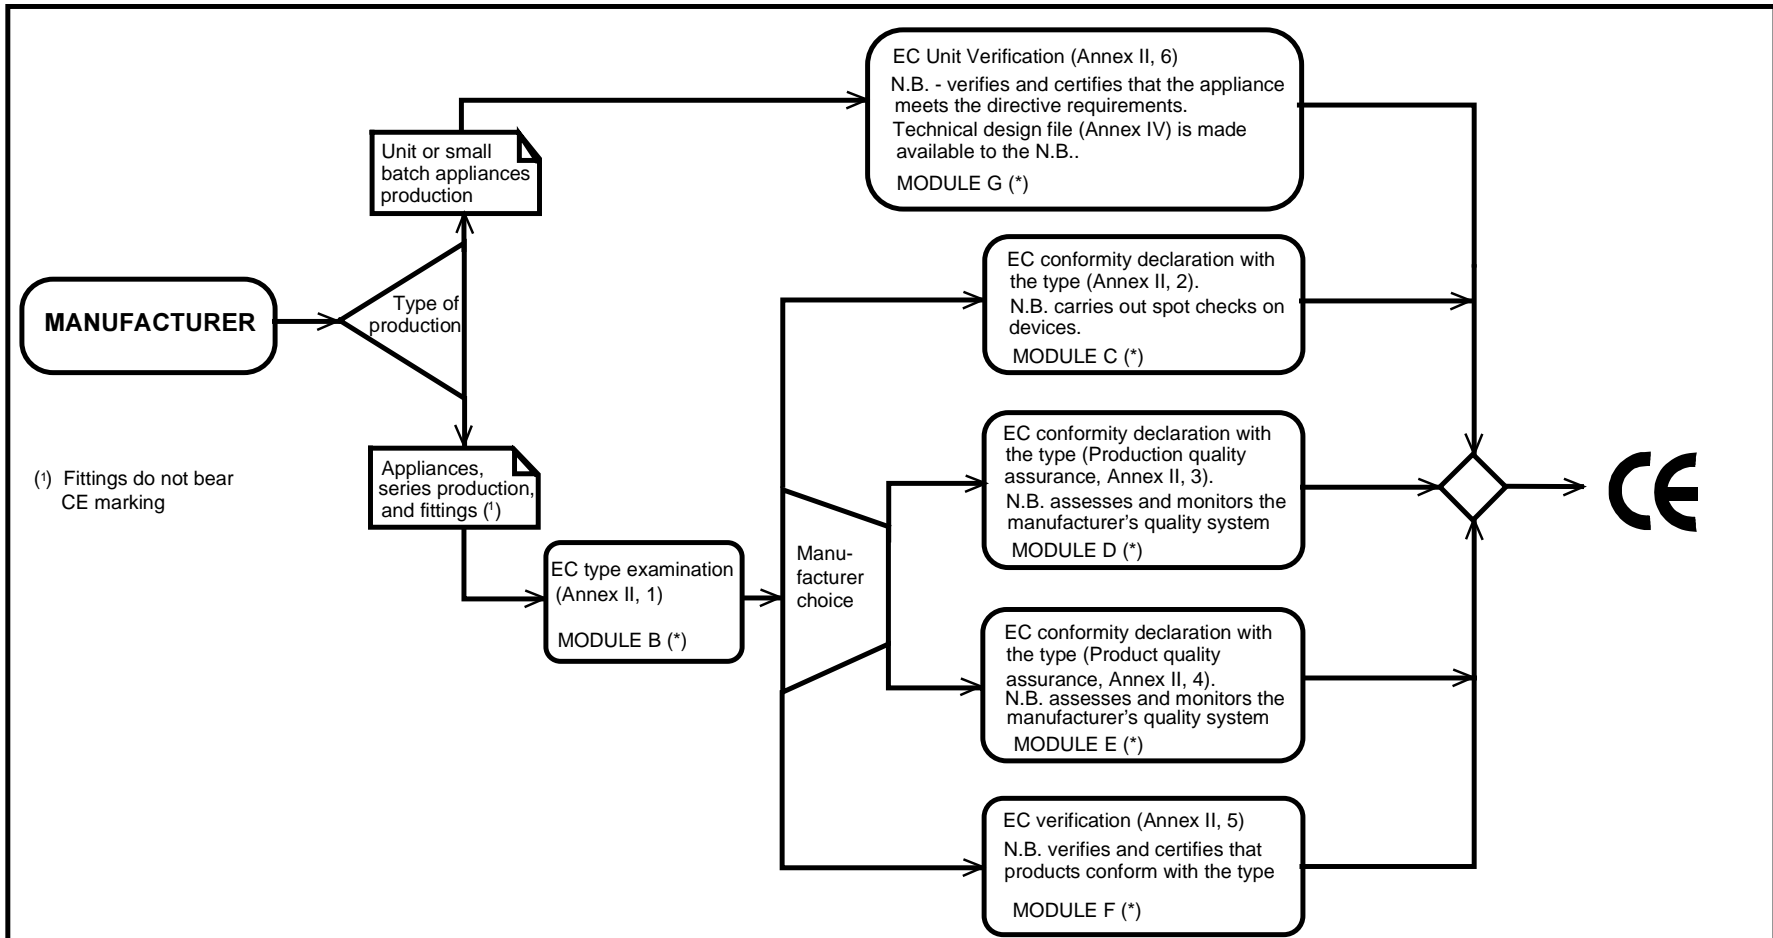 EC Unit Verification (Annex II, 6)
N.B. - verifies and certifies that the appliance
meets the directive requirements.
Technical design file (Annex IV) is made
available to the N.B..
MODULE G (*)
Unit or small
batch appliances
production
EC conformity declaration with
the type (Annex II, 2).
N.B. carries out spot checks on
devices.
MODULE C (*)
MANUFACTURER
Type of
production
EC conformity declaration with
the type (Production quality
assurance, Annex II, 3).
N.B. assesses and monitors the
manufacturer's quality system
MODULE D (*)
(1) Fittings do not bear
CE marking
Appliances,
series production,
and fittings (1)
CE
EC type examination
(Annex II, 1)
MODULE B (*)
Manu-
facturer
choice
EC conformity declaration with
the type (Product quality
assurance, Annex II, 4).
N.B. assesses and monitors the
manufacturer's quality system
MODULE E (*)
EC verification (Annex II, 5)
N.B. verifies and certifies that
products conform with the type
MODULE F (*)